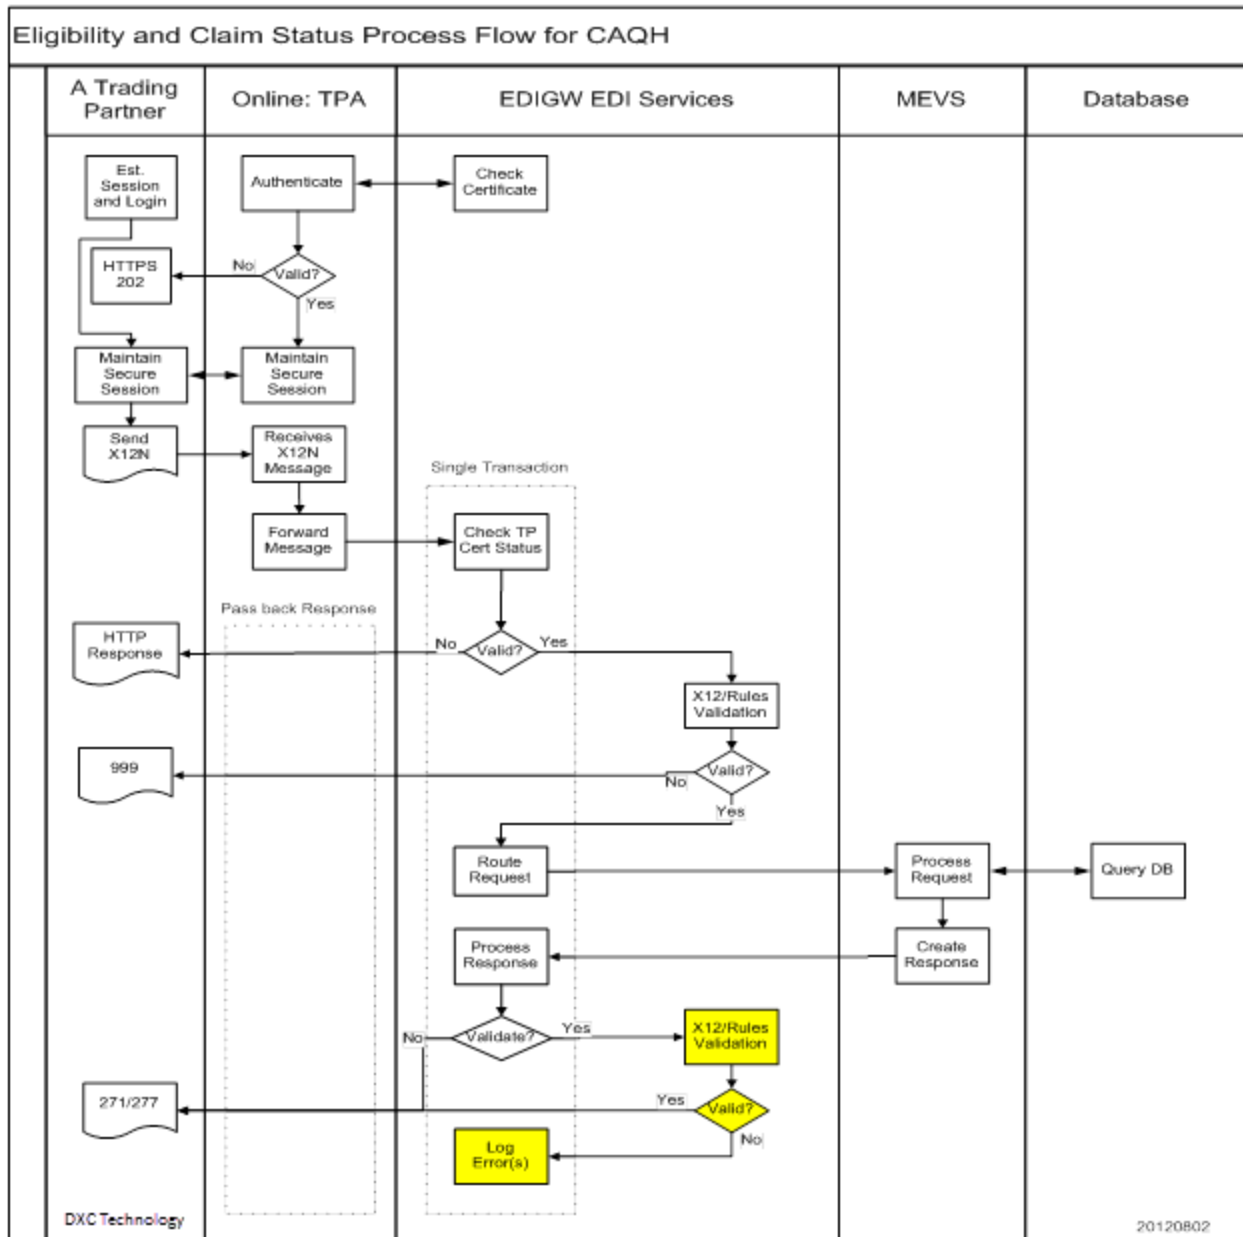 Eligibility and Claim Status Process Flow for CAQH
A Trading
Partner
Online: TPA
EDIGW EDI Services
MEVS
Database
Est.
Session
and Login
Authenticate
Check
Certificate
HTTPS
202
No
Valid?
Yes
Maintain
Secure
Session
Maintain
Secure
Session
Send
X12N
Receives
X12N
Message
Single Transaction
Forward
Message
Check TP
Cert Status
Pass back Response
HTTP
Response
No
Valid?
Yes
X12/Rules
Validation
999
Valid?
No
Yes
Route
Request
Process
Request
Query DB
Process
Response
Create
Response
No
Validate?
Yes
X12/Rules
Validation
271/277
Yes
Valid?
No
Log
Error(s)
DXC Technology
20120802